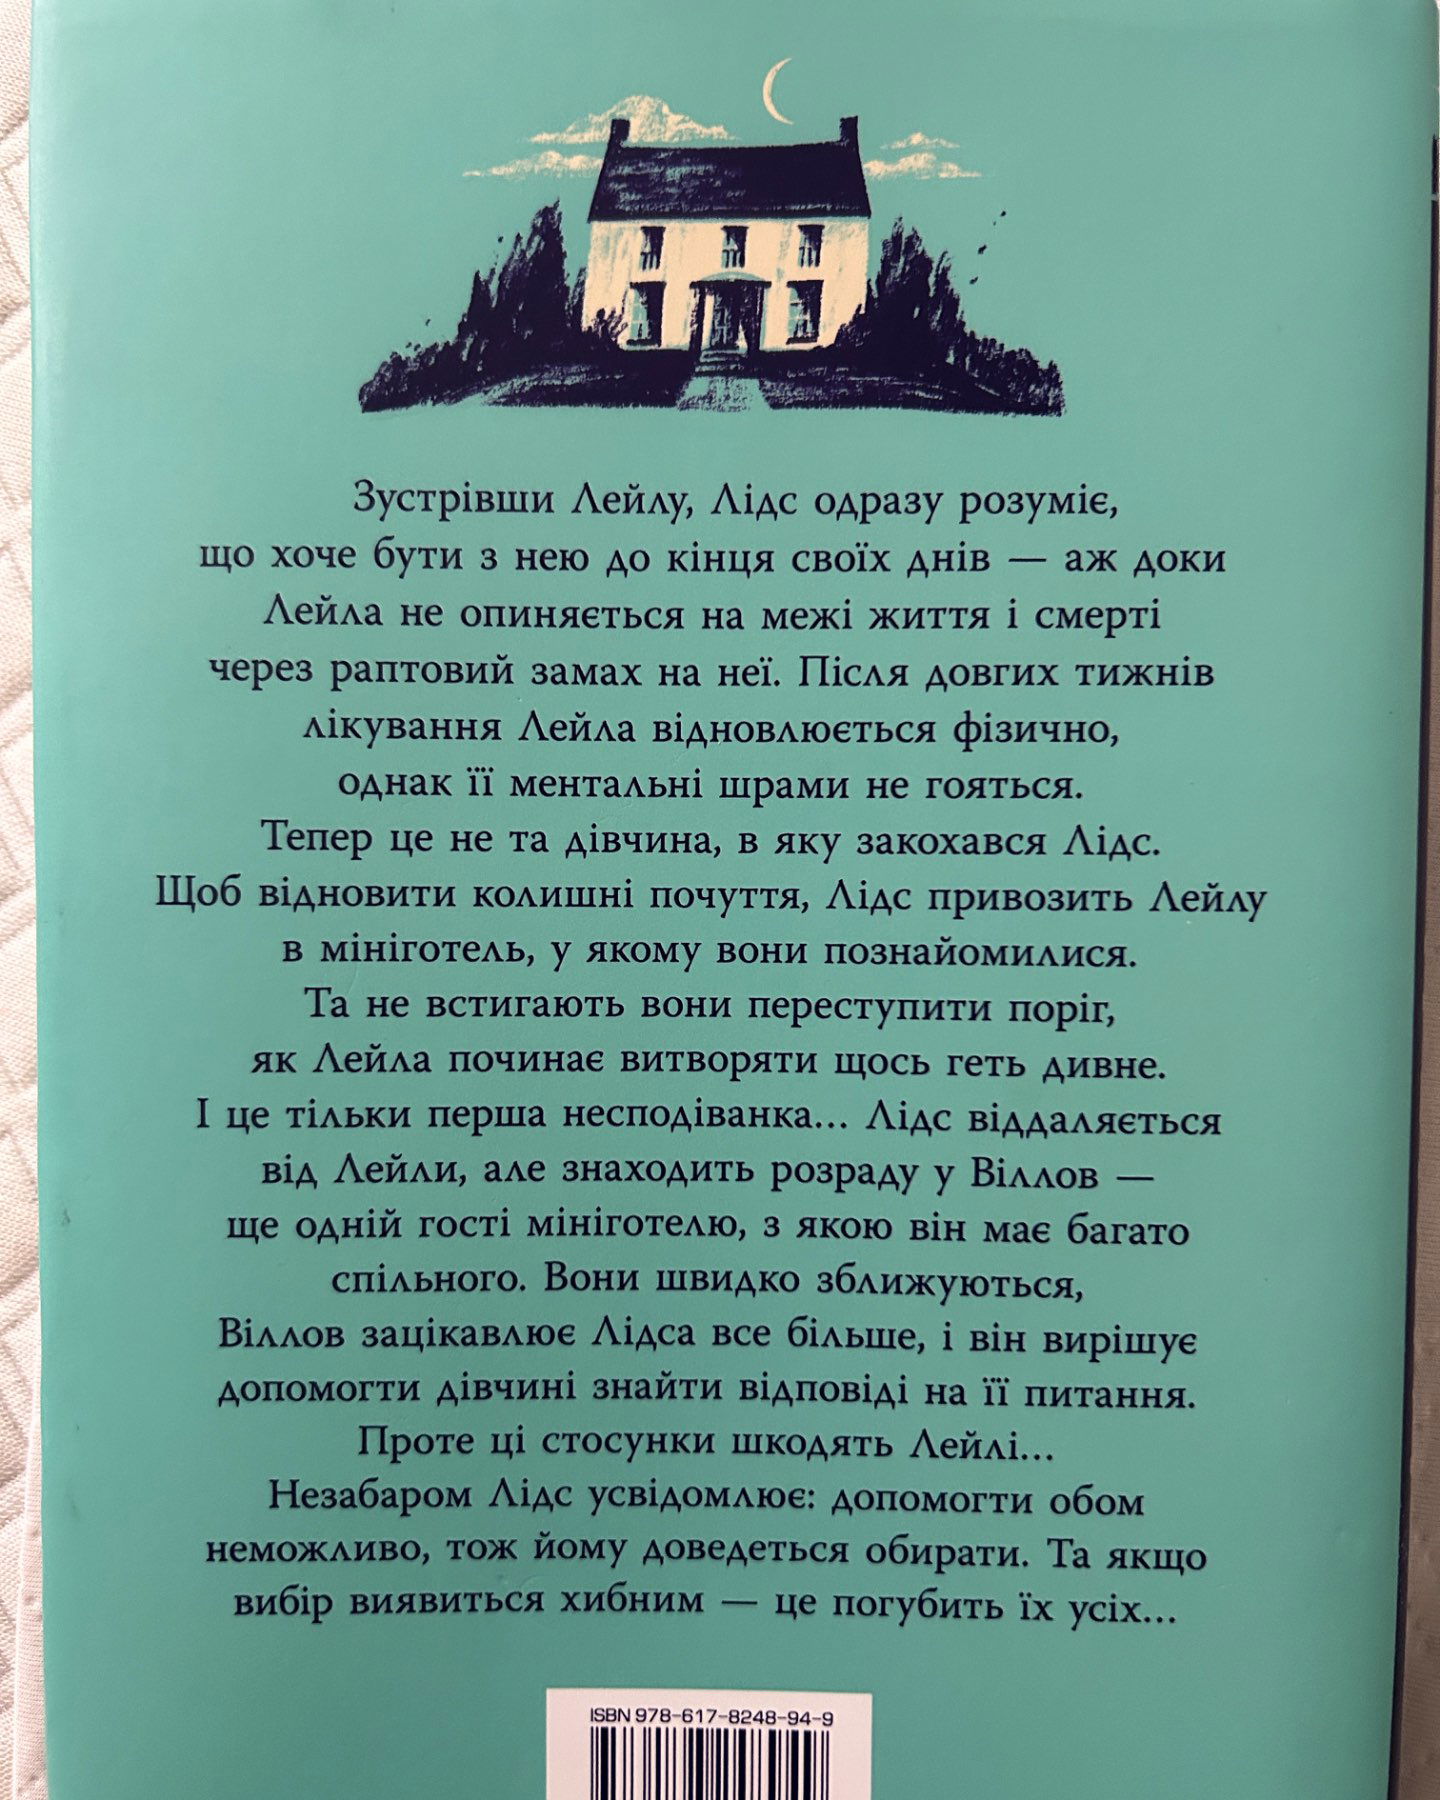 Зустрівши Лейлу, Лідс одразу розуміє,
що хоче бути з нею до кінця своїх днів — аж доки
Лейла не опиняється на межі життя і смерті
через раптовий замах на неї. Після довгих тижнів
лікування Лейла відновлюється фізично,
однак її ментальні шрами не гояться.
Тепер це не та дівчина, в яку закохався Лідс.
Щоб відновити колишні почуття, Лідс привозить Лейлу
в мініготель, у якому вони познайомилися.
Та не встигають вони переступити поріг,
як Лейла починає витворяти щось геть дивне.
І це тільки перша несподіванка... Лідс віддаляється
від Лейли, але знаходить розраду у Віллов —
ще одній гості мініготелю, з якою він має багато
спільного. Вони швидко зближуються,
Віллов зацікавлює Лідса все більше, і він вирішує
допомогти дівчині знайти відповіді на її питання.
Проте ці стосунки шкодять Лейлі...
Незабаром Лідс усвідомлює: допомогти обом
неможливо, тож йому доведеться обирати. Та якщо
вибір виявиться хибним — це погубить їх усіх...
ISBN 978-617-8248-94-9